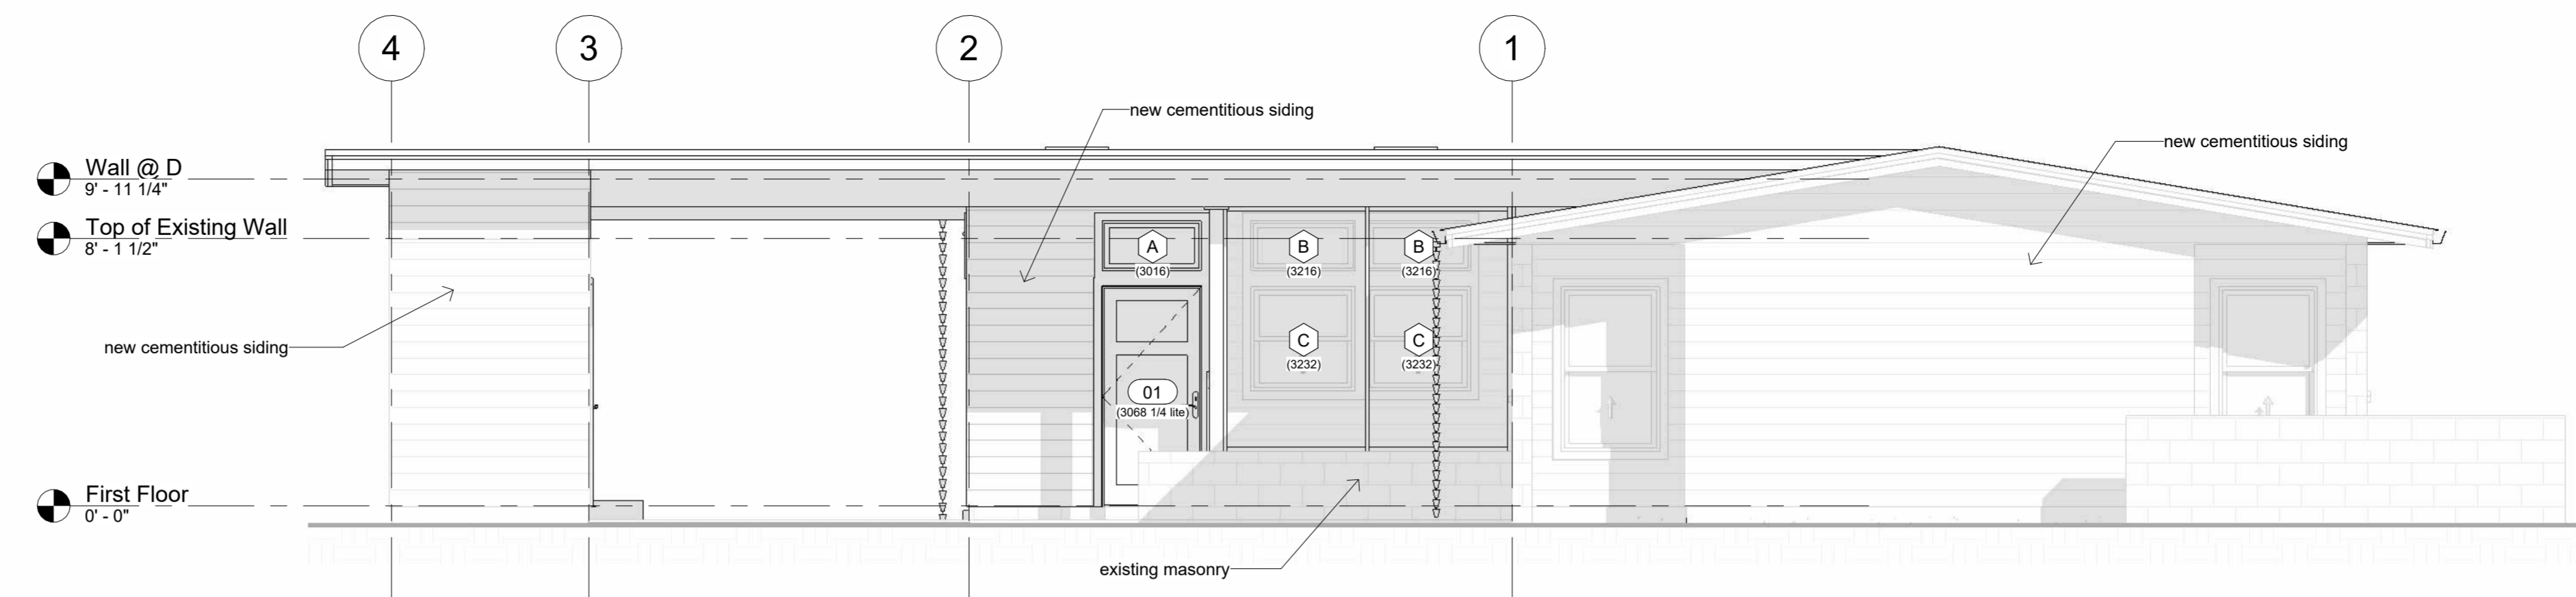 4
3
2
1
new cementitious siding
new cementitious siding
Wall @ D
9' - 11 1/4"
Top of Existing Wall
8' - 1 1/2"
A
(3016)
B
(3216)
B
(3216)
C
(3232)
C
(3232)
new cementitious siding
01
(3068 1/4 lite)
First Floor
0' - 0"
existing masonry